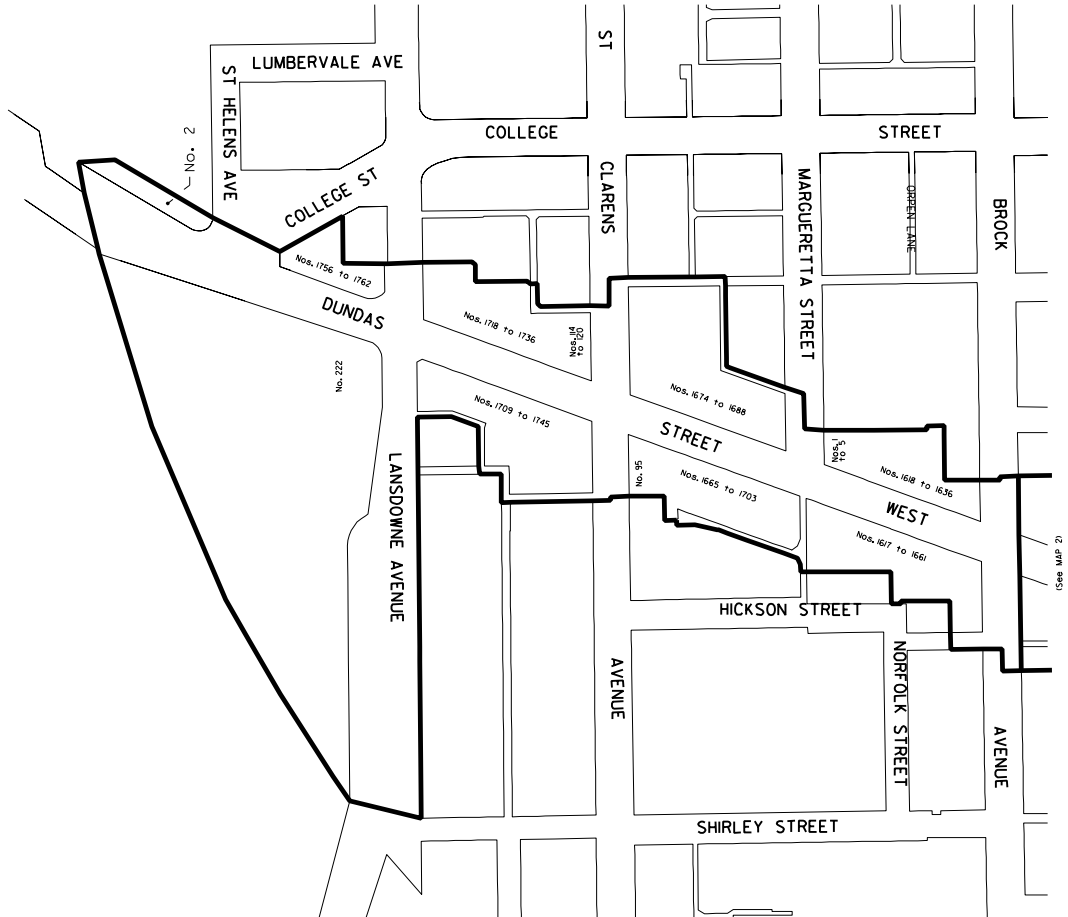 ST
LUMBERVALE AVE
ST HELENS AVE
No. 2
COLLEGE STREET
COLLEGE ST
CLARENS
MARGUERETTA STREET
ORPEN LANE
BROCK
Nos. 1756 to 1762
DUNDAS
Nos. 1718 to 1736
Nos. 114
to 120
No. 222
Nos. 1709 to 1745
Nos. 1674 to 1688
STREET
Nos. 1
to 5
Nos. 1618 to 1636
No. 95
Nos. 1665 to 1703
WEST
Nos. 1617 to 1661
(See MAP 2)
LANSDOWNE AVENUE
HICKSON STREET
AVENUE
NORFOLK STREET
AVENUE
SHIRLEY STREET